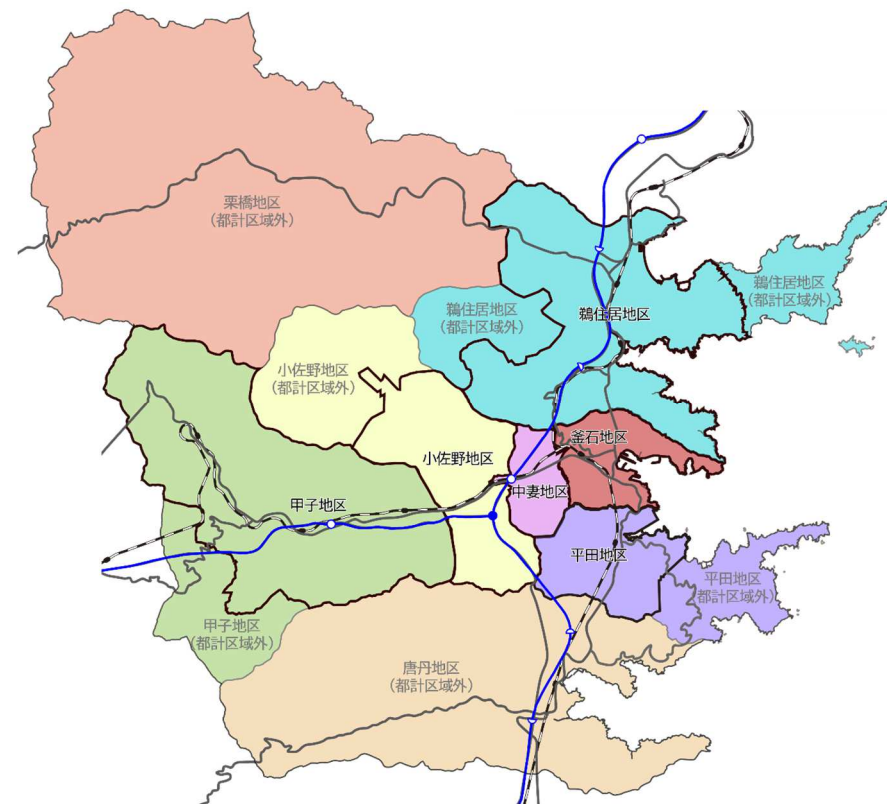 栗橋地区
（都計区域外）
鵜住居地区
（都計区域外）
鵜住居地区
（都計区域外）
鵜住居地区
小佐野地区
（都計区域外）
釜石地区
小佐野地区
中妻地区
甲子地区
平田地区
平田地区
（都計区域外）
甲子地区
（都計区域外）
唐丹地区
（都計区域外）